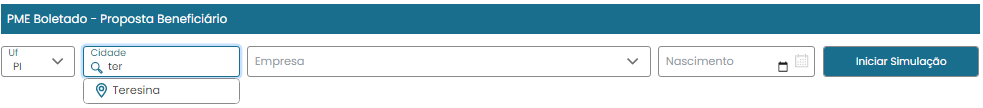 PME Boletado - Proposta Beneficiário
Uf
PI
Cidade
ter
Empresa
Nascimento
Iniciar Simulação
Teresina